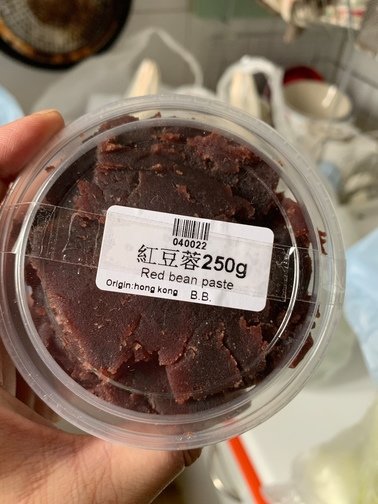 040022
紅豆蓉250g
Red bean paste
Origin:hong kong B.B.